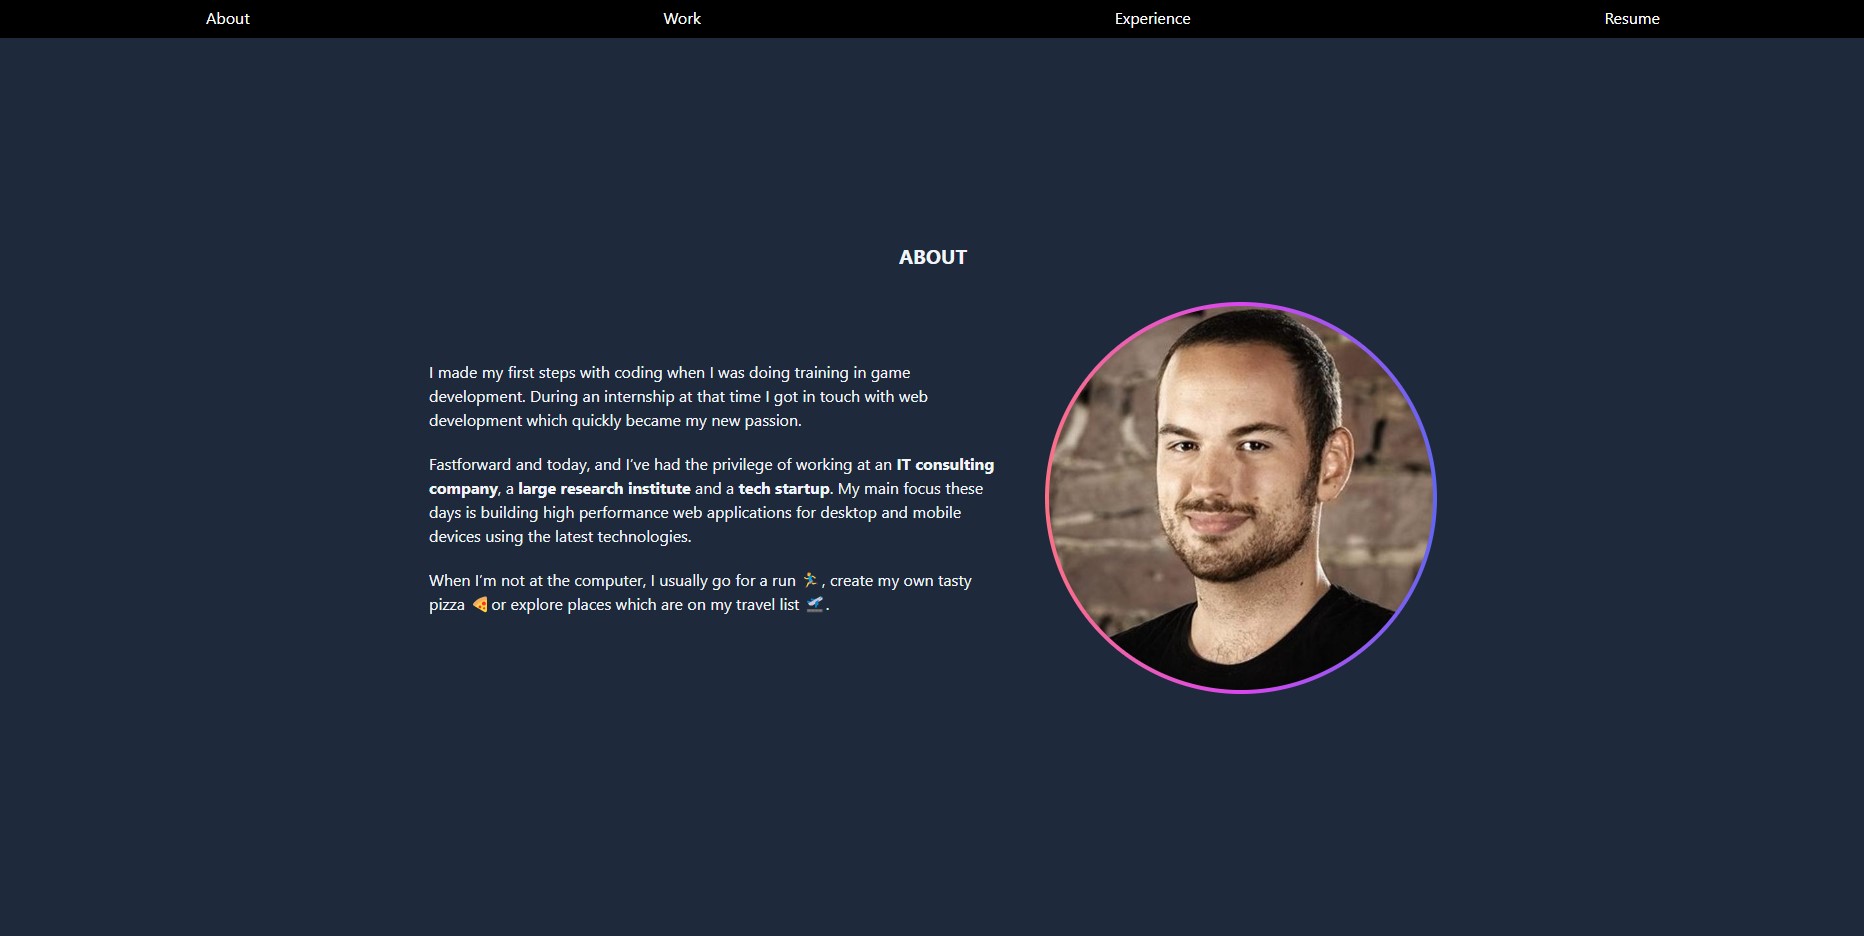 About Work Experience Resume
ABOUT
I made my first steps with coding when I was doing training in game
development. During an internship at that time I got in touch with web
development which quickly became my new passion.
Fastforward and today, and I’ve had the privilege of working at an IT consulting
company, a large research institute and a tech startup. My main focus these
days is building high performance web applications for desktop and mobile
devices using the latest technologies.
When I’m not at the computer, I usually go for a run 🏃‍♂️, create my own tasty
pizza 🍕 or explore places which are on my travel list 🛫.